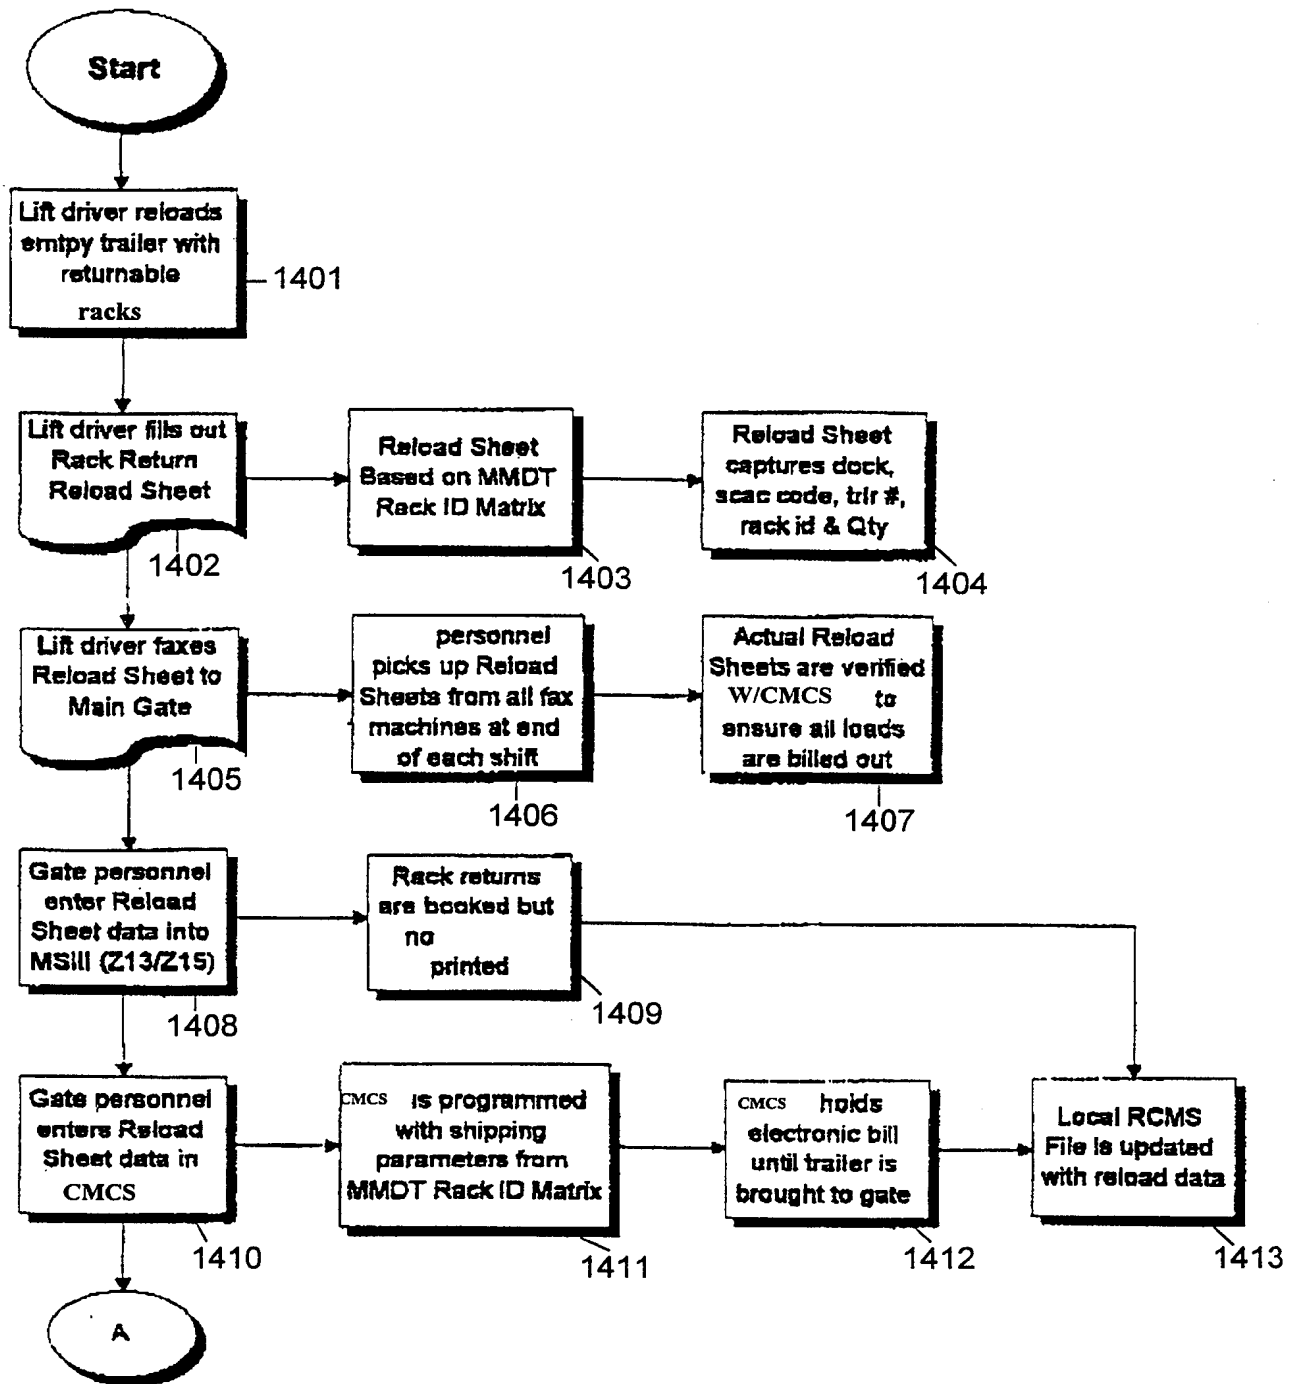 Start
Lift driver reloads
emtpy trailer with
returnable
racks
1401
Lift driver fills out
Rack Return
Reload Sheet
1402
Reload Sheet
Based on MMDT
Rack ID Matrix
1403
Reload Sheet
captures dock,
scac code, trlr #,
rack id & Qty
1404
Lift driver faxes
Reload Sheet to
Main Gate
1405
personnel
picks up Reload
Sheets from all fax
machines at end
of each shift
1406
Actual Reload
Sheets are verified
W/CMCS to
ensure all loads
are billed out
1407
Gate personnel
enter Reload
Sheet data into
MSill (Z13/Z15)
1408
Rack returns
are booked but
no
printed
1409
Gate personnel
enters Reload
Sheet data in
CMCS
1410
CMCS is programmed
with shipping
parameters from
MMDT Rack ID Matrix
1411
CMCS holds
electronic bill
until trailer is
brought to gate
1412
Local RCMS
File is updated
with reload data
1413
A